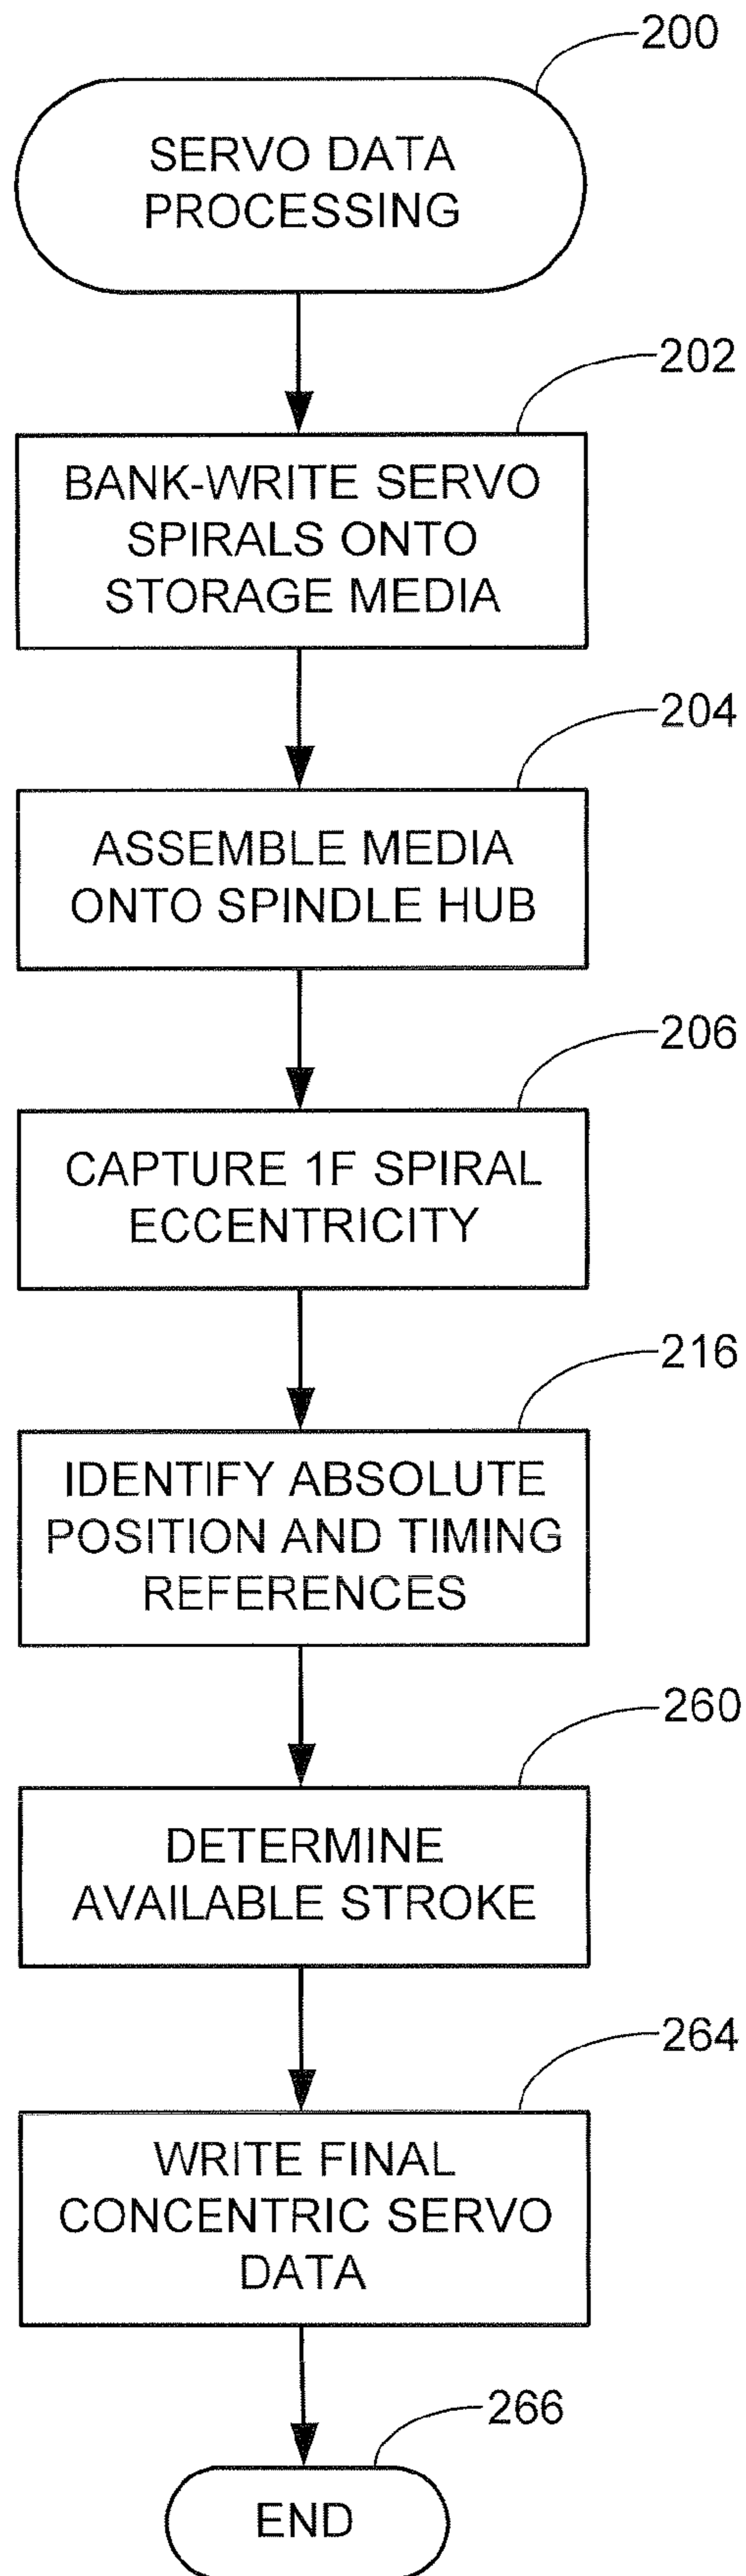 200
SERVO DATA
PROCESSING
202
BANK-WRITE SERVO
SPIRALS ONTO
STORAGE MEDIA
204
ASSEMBLE MEDIA
ONTO SPINDLE HUB
206
CAPTURE 1F SPIRAL
ECCENTRICITY
216
IDENTIFY ABSOLUTE
POSITION AND TIMING
REFERENCES
260
DETERMINE
AVAILABLE STROKE
264
WRITE FINAL
CONCENTRIC SERVO
DATA
266
END